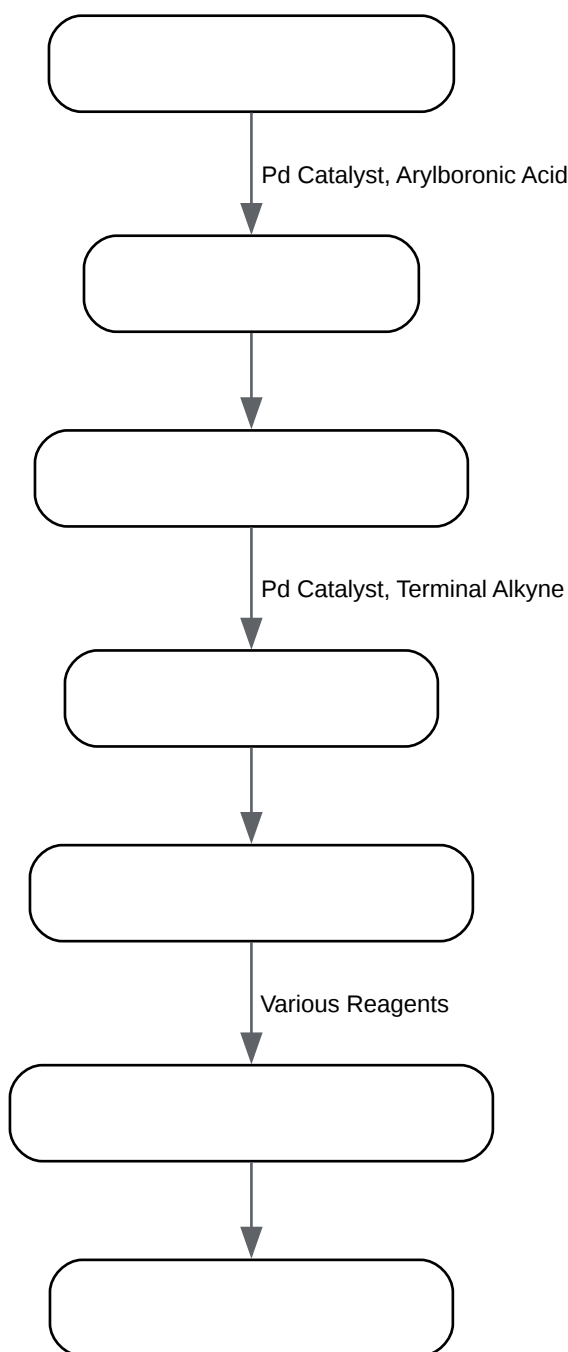 Pd Catalyst, Arylboronic Acid
Pd Catalyst, Terminal Alkyne
Various Reagents